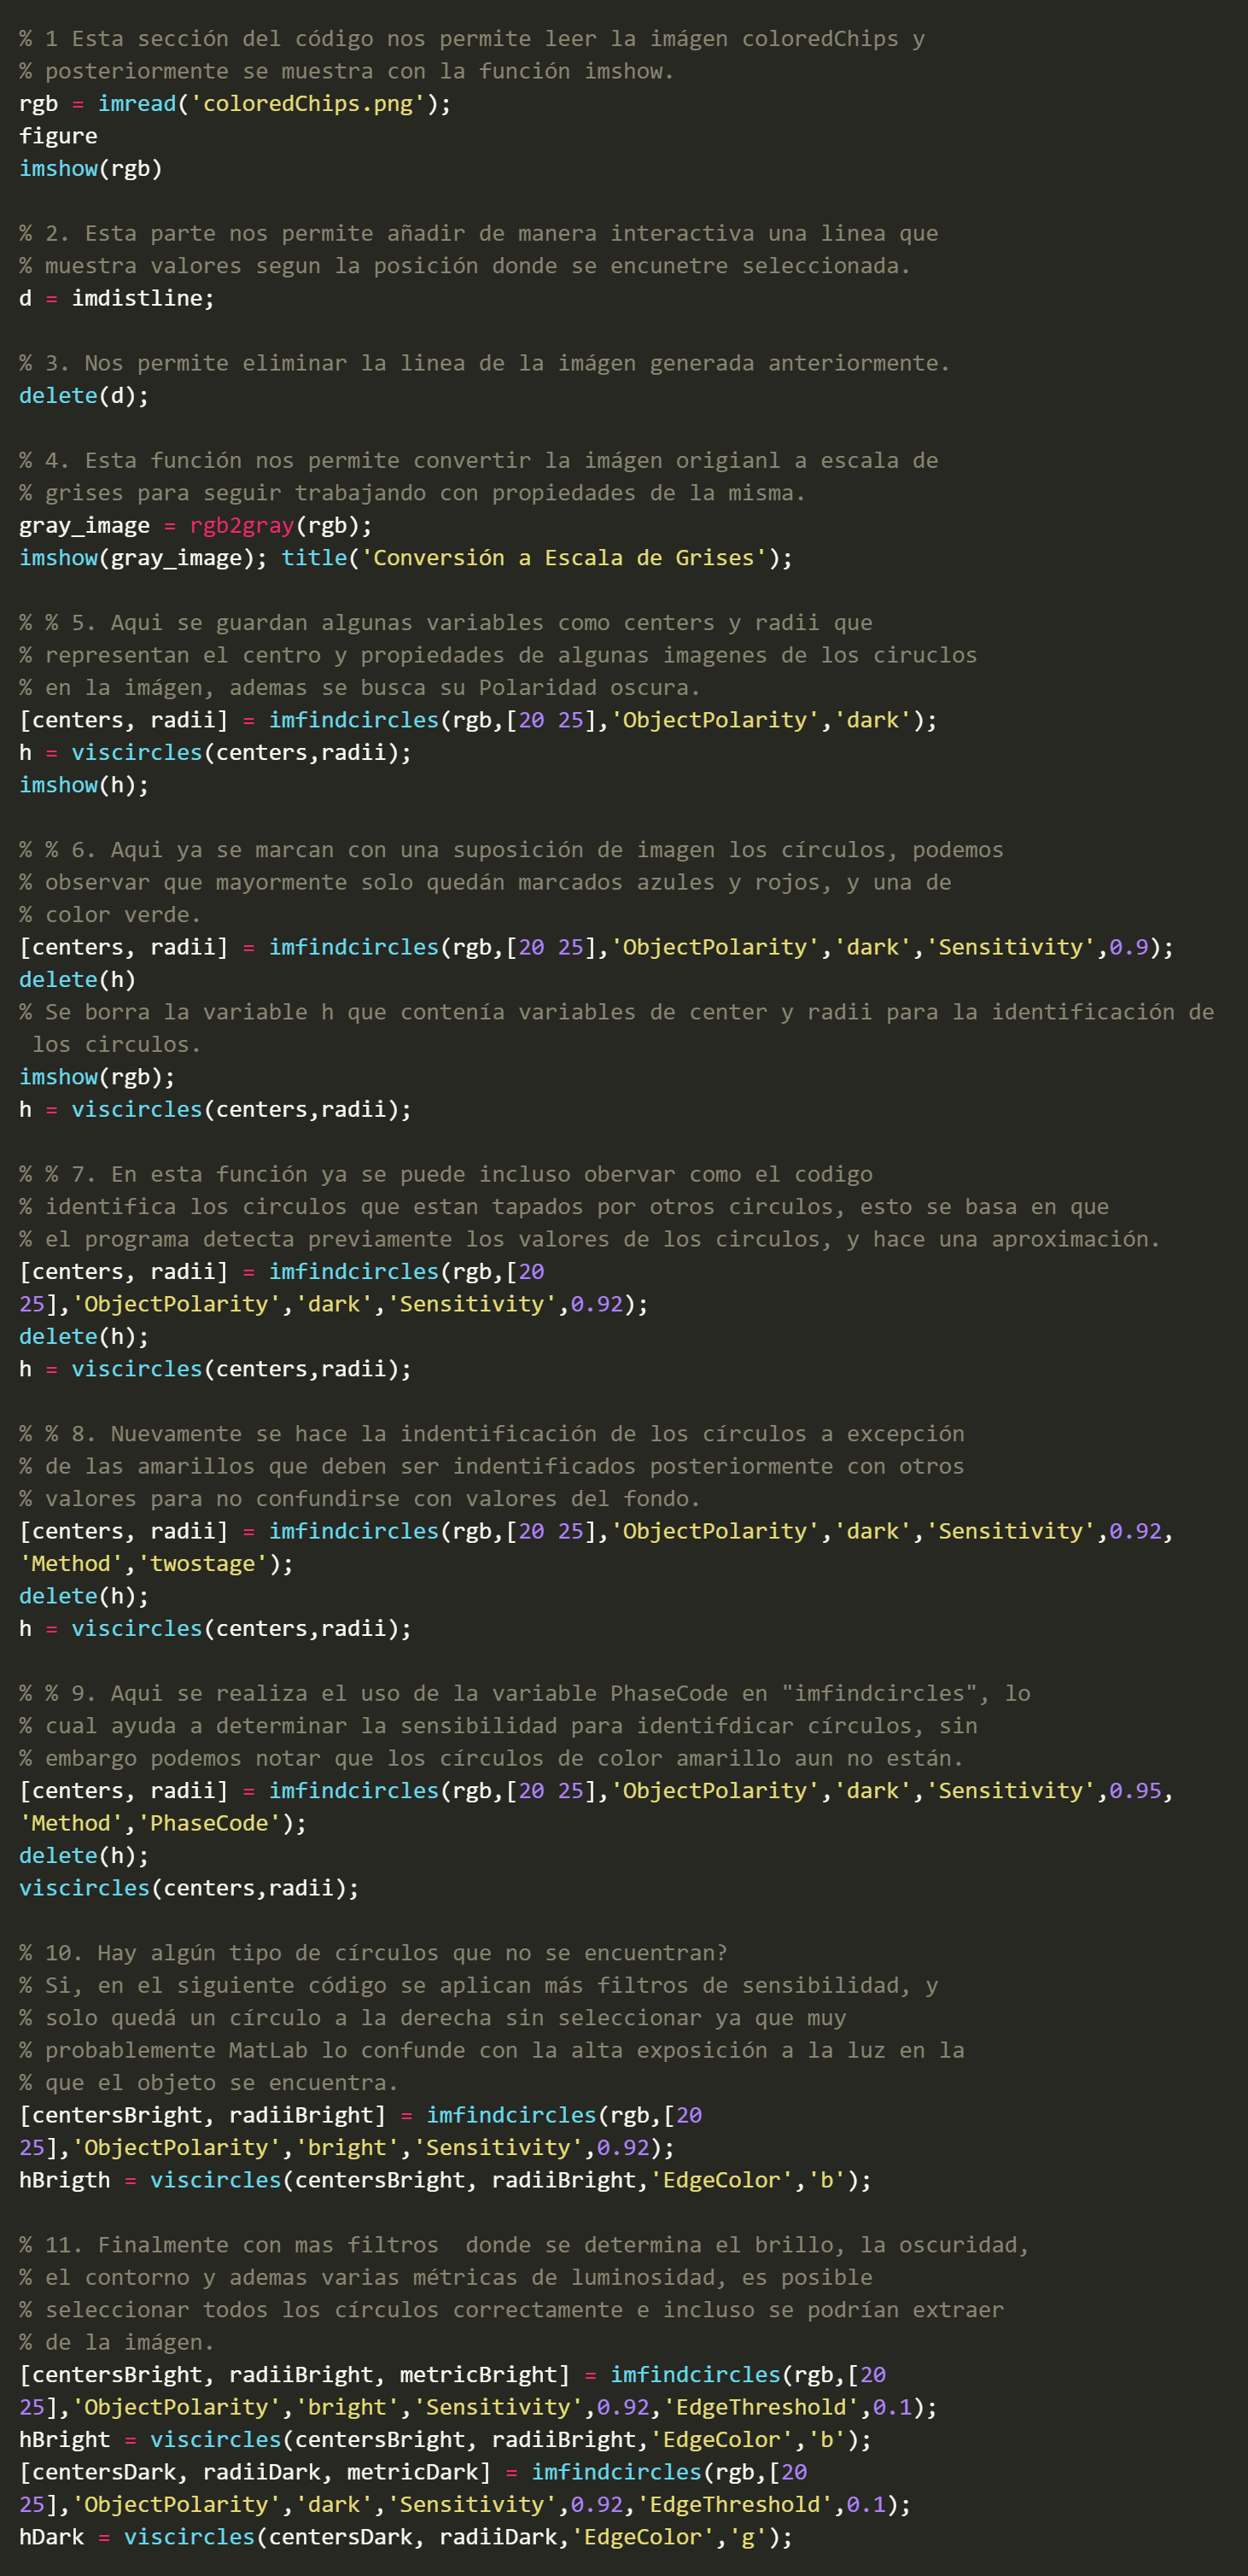 % 1 Esta sección del código nos permite leer la imágen coloredChips y
% posteriormente se muestra con la función imshow.
rgb = imread('coloredChips.png');
figure
imshow(rgb)
% 2. Esta parte nos permite añadir de manera interactiva una linea que
% muestra valores segun la posición donde se encunetre seleccionada.
d = imdistline;
% 3. Nos permite eliminar la linea de la imágen generada anteriormente.
delete(d);
% 4. Esta función nos permite convertir la imágen origianl a escala de
% grises para seguir trabajando con propiedades de la misma.
gray_image = rgb2gray(rgb);
imshow(gray_image); title('Conversión a Escala de Grises');
% % 5. Aqui se guardan algunas variables como centers y radii que
% representan el centro y propiedades de algunas imagenes de los ciruclos
% en la imágen, ademas se busca su Polaridad oscura.
[centers, radii] = imfindcircles(rgb,[20 25],'ObjectPolarity','dark');
h = viscircles(centers,radii);
imshow(h);
% % 6. Aqui ya se marcan con una suposición de imagen los círculos, podemos
% observar que mayormente solo quedán marcados azules y rojos, y una de
% color verde.
[centers, radii] = imfindcircles(rgb,[20 25],'ObjectPolarity','dark','Sensitivity',0.9);
delete(h)
% Se borra la variable h que contenía variables de center y radii para la identificación de
los circulos.
imshow(rgb);
h = viscircles(centers,radii);
% % 7. En esta función ya se puede incluso obervar como el codigo
% identifica los circulos que estan tapados por otros circulos, esto se basa en que
% el programa detecta previamente los valores de los circulos, y hace una aproximación.
[centers, radii] = imfindcircles(rgb,[20
25],'ObjectPolarity','dark','Sensitivity',0.92);
delete(h);
h = viscircles(centers,radii);
% % 8. Nuevamente se hace la indentificación de los círculos a excepción
% de las amarillos que deben ser indentificados posteriormente con otros
% valores para no confundirse con valores del fondo.
[centers, radii] = imfindcircles(rgb,[20 25],'ObjectPolarity','dark','Sensitivity',0.92,
'Method','twostage');
delete(h);
h = viscircles(centers,radii);
% % 9. Aqui se realiza el uso de la variable PhaseCode en "imfindcircles", lo
% cual ayuda a determinar la sensibilidad para identifdicar círculos, sin
% embargo podemos notar que los círculos de color amarillo aun no están.
[centers, radii] = imfindcircles(rgb,[20 25],'ObjectPolarity','dark','Sensitivity',0.95,
'Method','PhaseCode');
delete(h);
viscircles(centers,radii);
% 10. Hay algún tipo de círculos que no se encuentran?
% Si, en el siguiente código se aplican más filtros de sensibilidad, y
% solo quedá un círculo a la derecha sin seleccionar ya que muy
% probablemente MatLab lo confunde con la alta exposición a la luz en la
% que el objeto se encuentra.
[centersBright, radiiBright] = imfindcircles(rgb,[20
25],'ObjectPolarity','bright','Sensitivity',0.92);
hBrigth = viscircles(centersBright, radiiBright,'EdgeColor','b');
% 11. Finalmente con mas filtros  donde se determina el brillo, la oscuridad,
% el contorno y ademas varias métricas de luminosidad, es posible
% seleccionar todos los círculos correctamente e incluso se podrían extraer
% de la imágen.
[centersBright, radiiBright, metricBright] = imfindcircles(rgb,[20
25],'ObjectPolarity','bright','Sensitivity',0.92,'EdgeThreshold',0.1);
hBright = viscircles(centersBright, radiiBright,'EdgeColor','b');
[centersDark, radiiDark, metricDark] = imfindcircles(rgb,[20
25],'ObjectPolarity','dark','Sensitivity',0.92,'EdgeThreshold',0.1);
hDark = viscircles(centersDark, radiiDark,'EdgeColor','g');